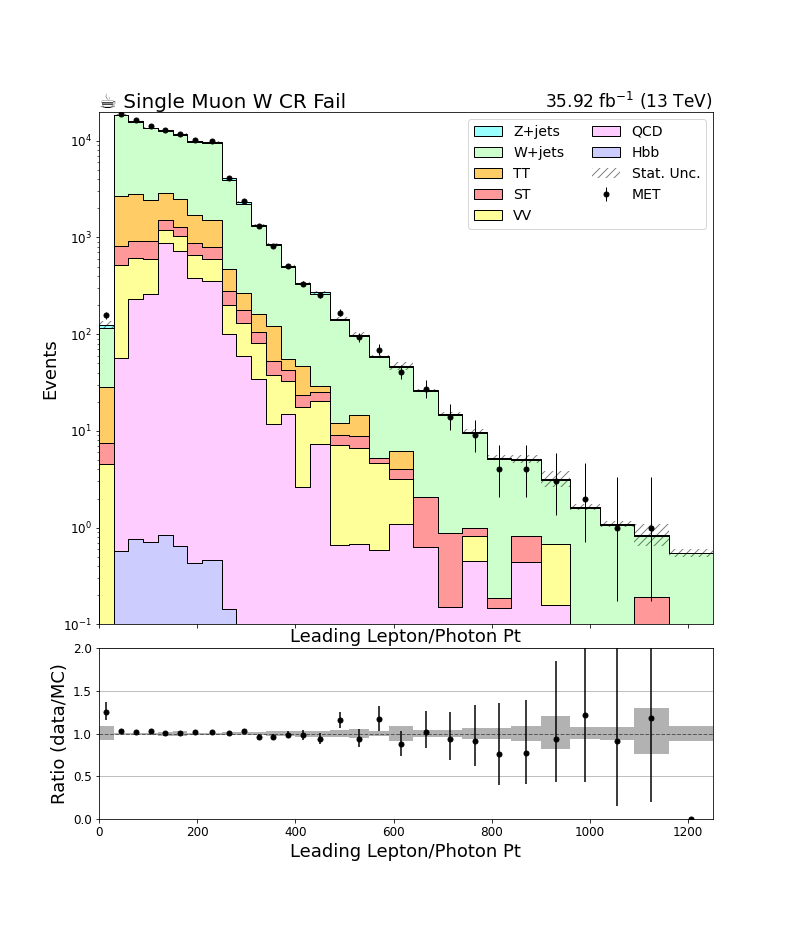 ☕ Single Muon W CR Fail 35.92 fb⁻¹ (13 TeV)
Z+jets
W+jets
TT
ST
VV
QCD
Hbb
Stat. Unc.
MET
Events
10⁴
10³
10²
10¹
10⁰
10⁻¹
Leading Lepton/Photon Pt
Ratio (data/MC)
2.0
1.5
1.0
0.5
0.0
0 200 400 600 800 1000 1200
Leading Lepton/Photon Pt